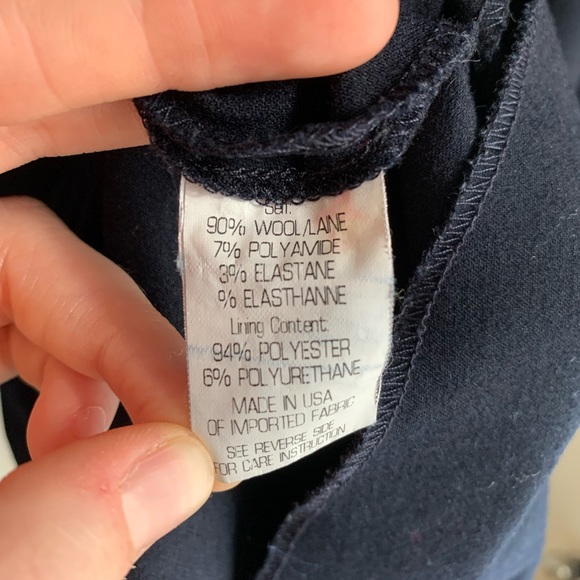 Self:
90% WOOL/LANE
7% POLYAMIDE
3% ELASTANE
% ELASTHANNE
Lining Content:
94% POLYESTER
6% POLYURETHANE
MADE IN USA
OF IMPORTED FABRIC
SEE REVERSE SIDE
FOR CARE INSTRUCTION